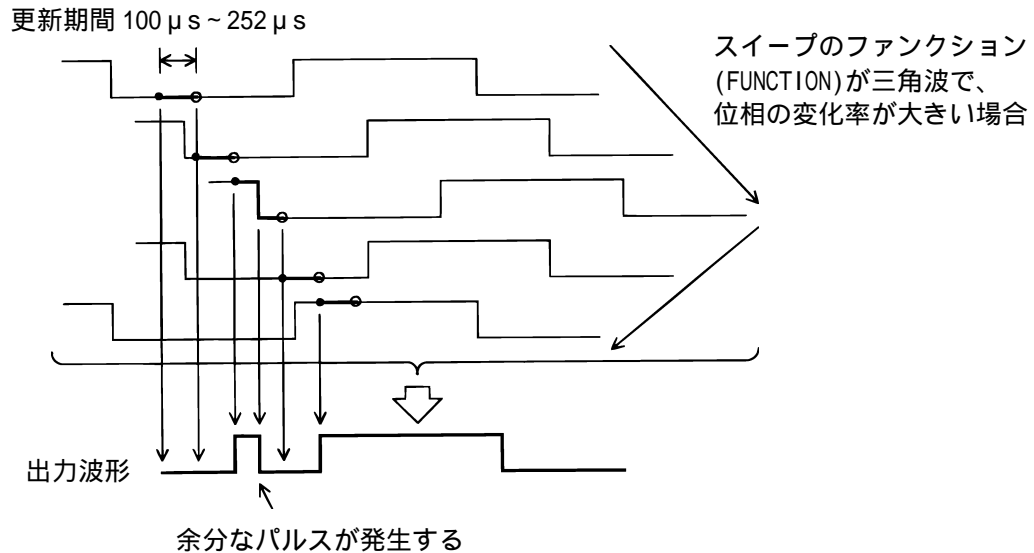 更新期間 100μs~252μs
スイープのファンクション
(FUNCTION)が三角波で、
位相の変化率が大きい場合
出力波形
余分なパルスが発生する